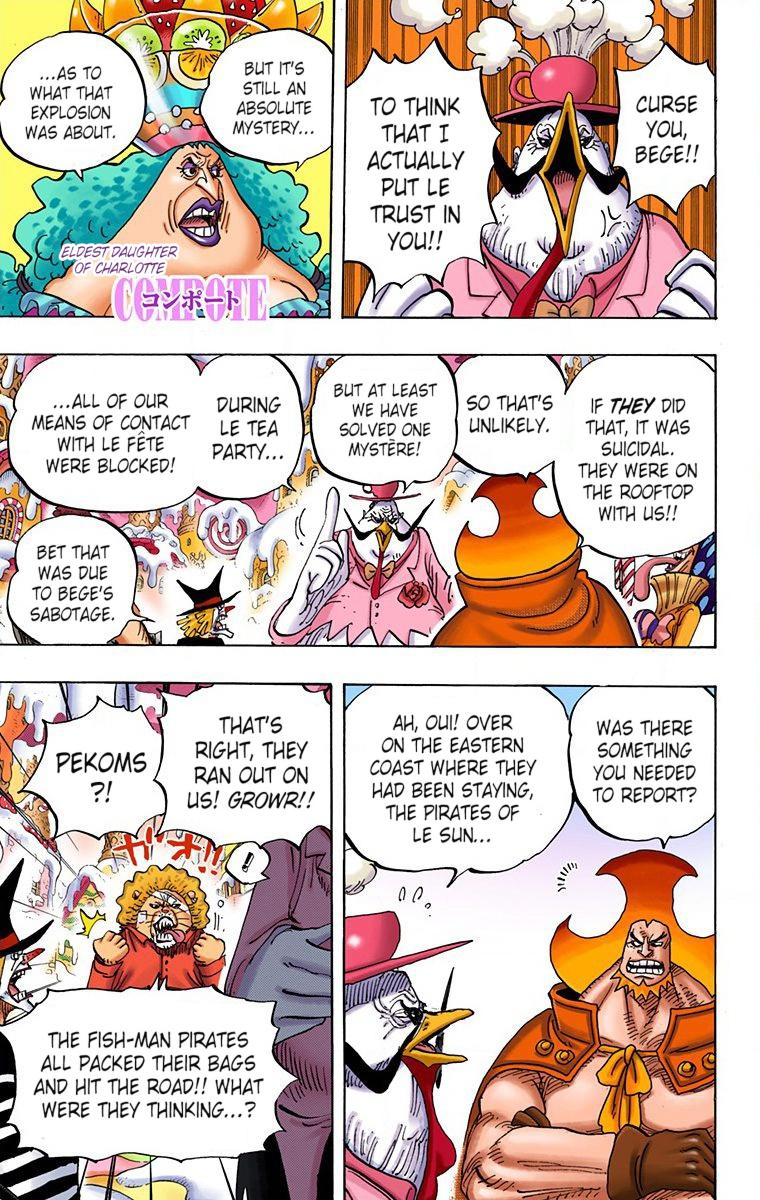 CURSE
YOU,
BEGE!!
TO THINK
THAT I
ACTUALLY
PUT LE
TRUST IN
YOU!!
BUT IT'S
STILL AN
ABSOLUTE
MYSTERY...
...AS TO
WHAT THAT
EXPLOSION
WAS ABOUT.
ELDEST DAUGHTER
OF CHARLOTTE
COMPOTE
コンポート
IF THEY DID
THAT, IT WAS
SUICIDAL.
THEY WERE ON
THE ROOFTOP
WITH US!!
SO THAT'S
UNLIKELY.
BUT AT LEAST
WE HAVE
SOLVED ONE
MYSTÈRE!
DURING
LE TEA
PARTY...
...ALL OF OUR
MEANS OF CONTACT
WITH LE FÊTE
WERE BLOCKED!
BET THAT
WAS DUE
TO BEGE'S
SABOTAGE.
WAS THERE
SOMETHING
YOU NEEDED
TO REPORT?
AH, OUI! OVER
ON THE EASTERN
COAST WHERE THEY
HAD BEEN STAYING,
THE PIRATES OF
LE SUN...
THAT'S
RIGHT, THEY
RAN OUT ON
US! GROWR!!
!
PEKOMS
?!
ガオ!!
THE FISH-MAN PIRATES
ALL PACKED THEIR BAGS
AND HIT THE ROAD!! WHAT
WERE THEY THINKING...?